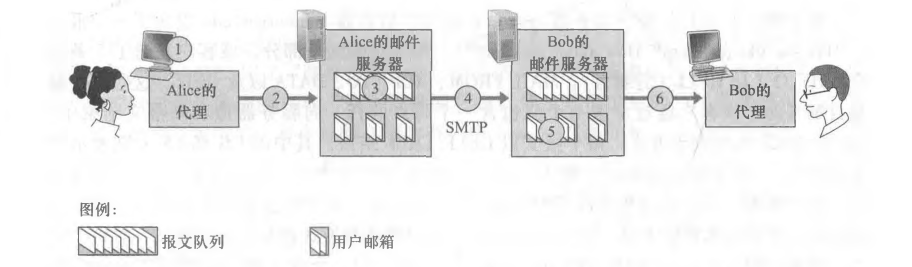 ①
Alice的
代理
②
Alice的邮件
服务器
③
④
SMTP
Bob的
邮件服务器
⑤
⑥
Bob的
代理
图例:
报文队列
用户邮箱